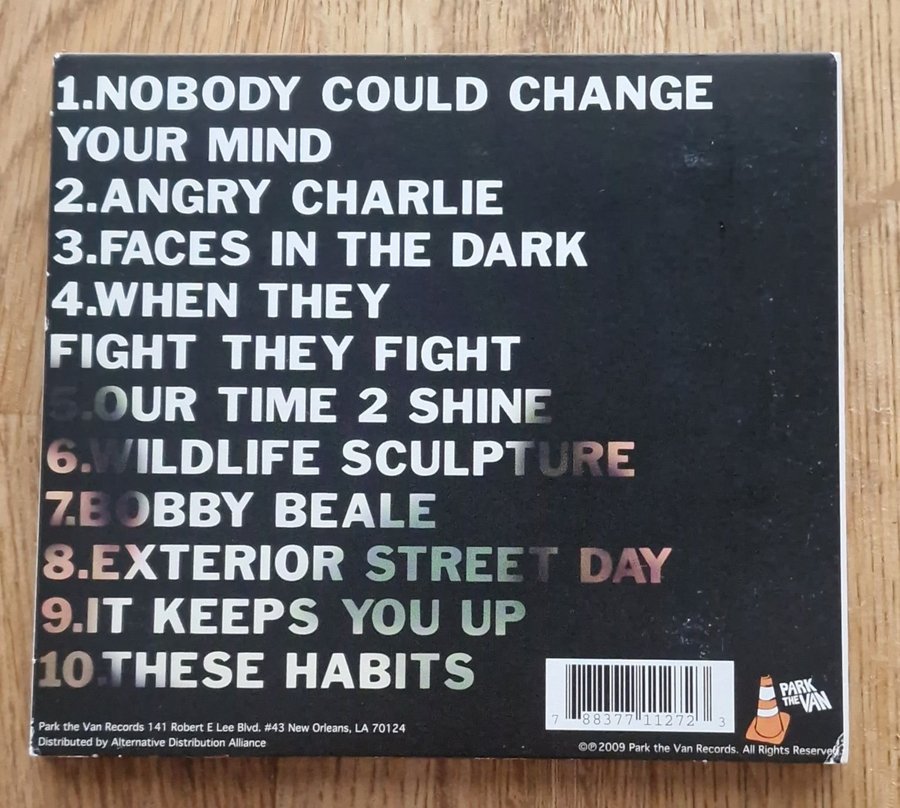 1.NOBODY COULD CHANGE
YOUR MIND
2.ANGRY CHARLIE
3.FACES IN THE DARK
4.WHEN THEY
FIGHT THEY FIGHT
5.OUR TIME 2 SHINE
6.WILDLIFE SCULPTURE
7.BOBBY BEALE
8.EXTERIOR STREET DAY
9.IT KEEPS YOU UP
10.THESE HABITS
Park the Van Records 141 Robert E Lee Blvd. #43 New Orleans, LA 70124
Distributed by Alternative Distribution Alliance
7 88377 11272 3
PARK
THE VAN
©℗2009 Park the Van Records. All Rights Reserved